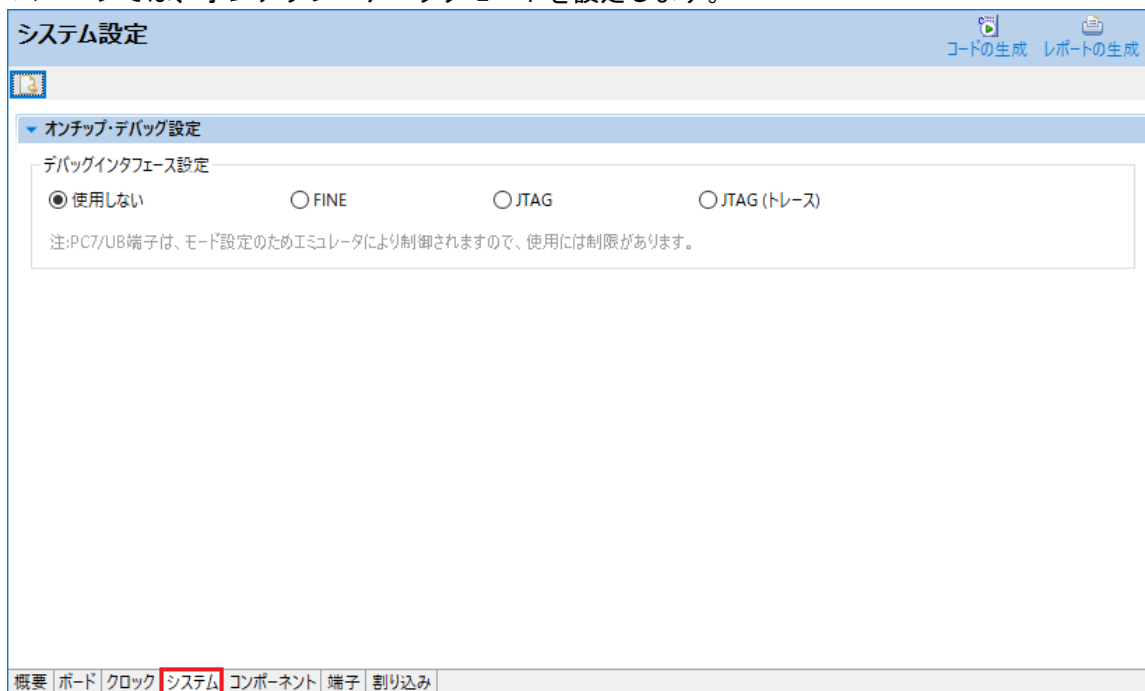 システム設定
コードの生成 レポートの生成
オンチップ・デバッグ設定
デバッグインタフェース設定
使用しない FINE JTAG JTAG (トレース)
注:PC7/UB端子は、モード設定のためエミュレータにより制御されますので、使用には制限があります。
概要 ボード クロック システム コンポーネント 端子 割り込み